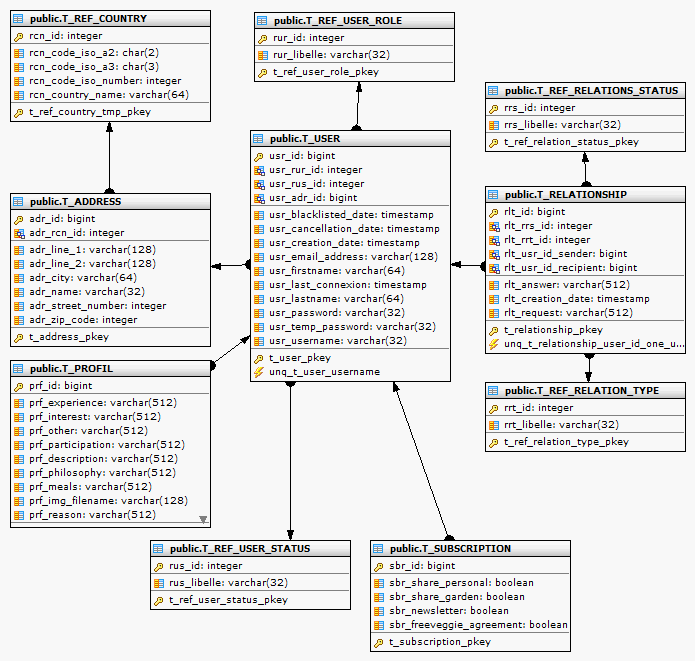 public.T_REF_COUNTRY
rcn_id: integer
rcn_code_iso_a2: char(2)
rcn_code_iso_a3: char(3)
rcn_code_iso_number: integer
rcn_country_name: varchar(64)
t_ref_country_tmp_pkey
public.T_REF_USER_ROLE
rur_id: integer
rur_libelle: varchar(32)
t_ref_user_role_pkey
public.T_REF_RELATIONS_STATUS
rrs_id: integer
rrs_libelle: varchar(32)
t_ref_relation_status_pkey
public.T_USER
usr_id: bigint
usr_rur_id: integer
usr_rus_id: integer
usr_adr_id: bigint
usr_blacklisted_date: timestamp
usr_cancellation_date: timestamp
usr_creation_date: timestamp
usr_email_address: varchar(128)
usr_firstname: varchar(64)
usr_last_connexion: timestamp
usr_lastname: varchar(64)
usr_password: varchar(32)
usr_temp_password: varchar(32)
usr_username: varchar(32)
t_user_pkey
unq_t_user_username
public.T_ADDRESS
adr_id: bigint
adr_rcn_id: integer
adr_line_1: varchar(128)
adr_line_2: varchar(128)
adr_city: varchar(64)
adr_name: varchar(32)
adr_street_number: integer
adr_zip_code: integer
t_address_pkey
public.T_RELATIONSHIP
rlt_id: bigint
rlt_rrs_id: integer
rlt_rrt_id: integer
rlt_usr_id_sender: bigint
rlt_usr_id_recipient: bigint
rlt_answer: varchar(512)
rlt_creation_date: timestamp
rlt_request: varchar(512)
t_relationship_pkey
unq_t_relationship_user_id_one_u...
public.T_PROFIL
prf_id: bigint
prf_experience: varchar(512)
prf_interest: varchar(512)
prf_other: varchar(512)
prf_participation: varchar(512)
prf_description: varchar(512)
prf_philosophy: varchar(512)
prf_meals: varchar(512)
prf_img_filename: varchar(128)
prf_reason: varchar(512)
public.T_REF_RELATION_TYPE
rrt_id: integer
rrt_libelle: varchar(32)
t_ref_relation_type_pkey
public.T_REF_USER_STATUS
rus_id: integer
rus_libelle: varchar(32)
t_ref_user_status_pkey
public.T_SUBSCRIPTION
sbr_id: bigint
sbr_share_personal: boolean
sbr_share_garden: boolean
sbr_newsletter: boolean
sbr_freeveggie_agreement: boolean
t_subscription_pkey